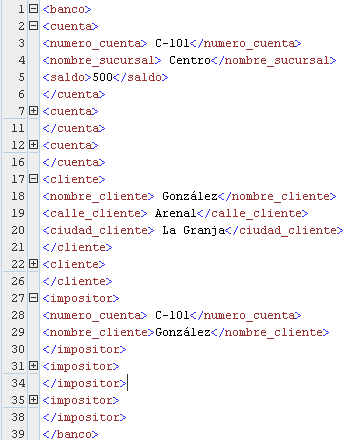 1 <banco>
2 <cuenta>
3 <numero_cuenta> C-101</numero_cuenta>
4 <nombre_sucursal> Centro</nombre_sucursal>
5 <saldo>500</saldo>
6 </cuenta>
7 <cuenta>
11 </cuenta>
12 <cuenta>
16 </cuenta>
17 <cliente>
18 <nombre_cliente> González</nombre_cliente>
19 <calle_cliente> Arenal</calle_cliente>
20 <ciudad_cliente> La Granja</ciudad_cliente>
21 </cliente>
22 <cliente>
26 </cliente>
27 <impositor>
28 <numero_cuenta> C-101</numero_cuenta>
29 <nombre_cliente>González</nombre_cliente>
30 </impositor>
31 <impositor>
34 </impositor>
35 <impositor>
38 </impositor>
39 </banco>